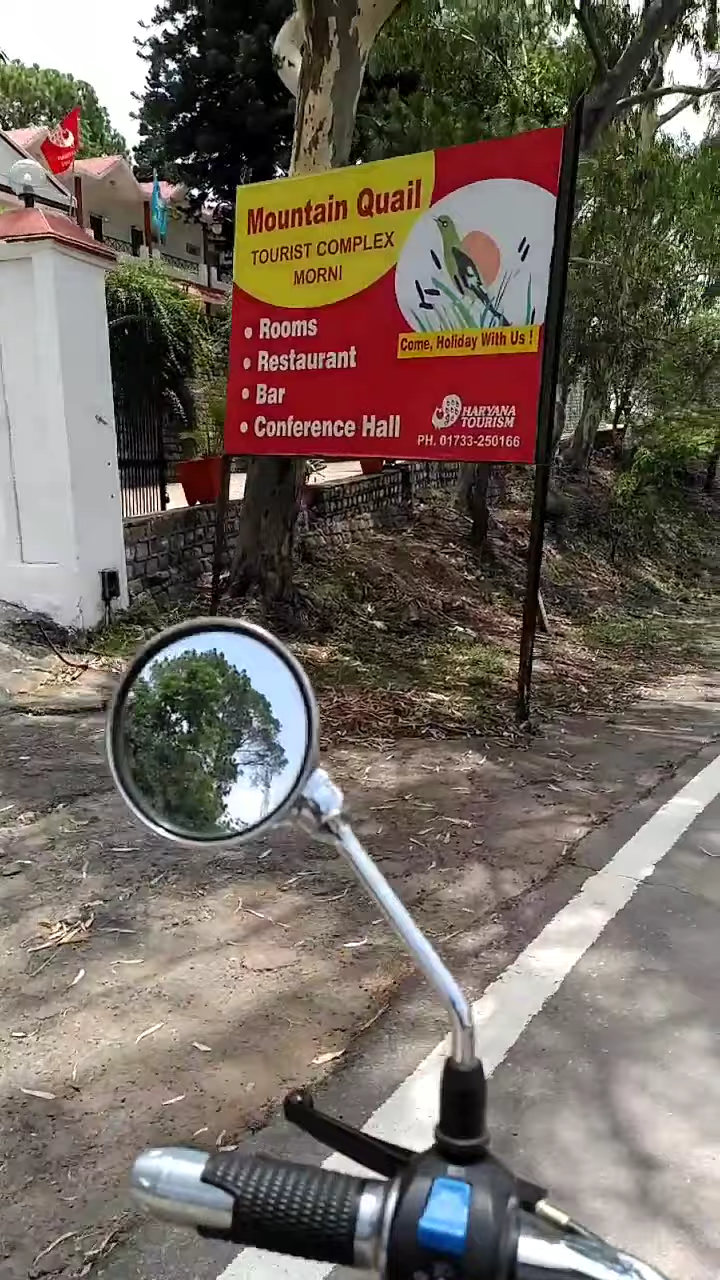 Mountain Quail
TOURIST COMPLEX
MORNI
• Rooms
• Restaurant
• Bar
• Conference Hall
Come, Holiday With Us !
HARYANA
TOURISM
PH. 01733-250166